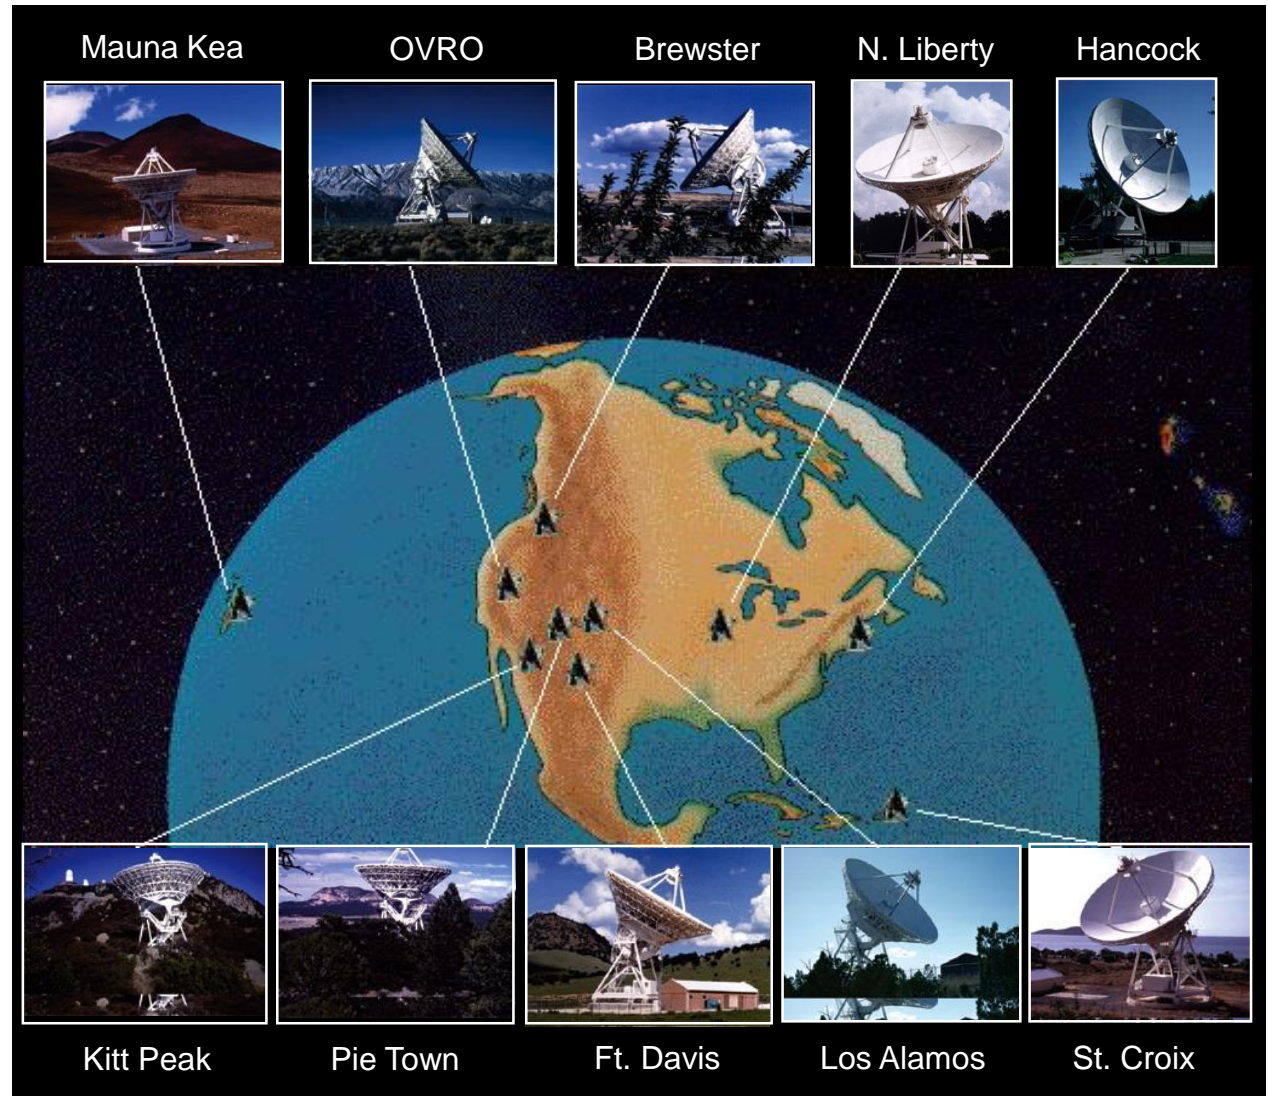 Mauna Kea
OVRO
Brewster
N. Liberty
Hancock
Kitt Peak
Pie Town
Ft. Davis
Los Alamos
St. Croix